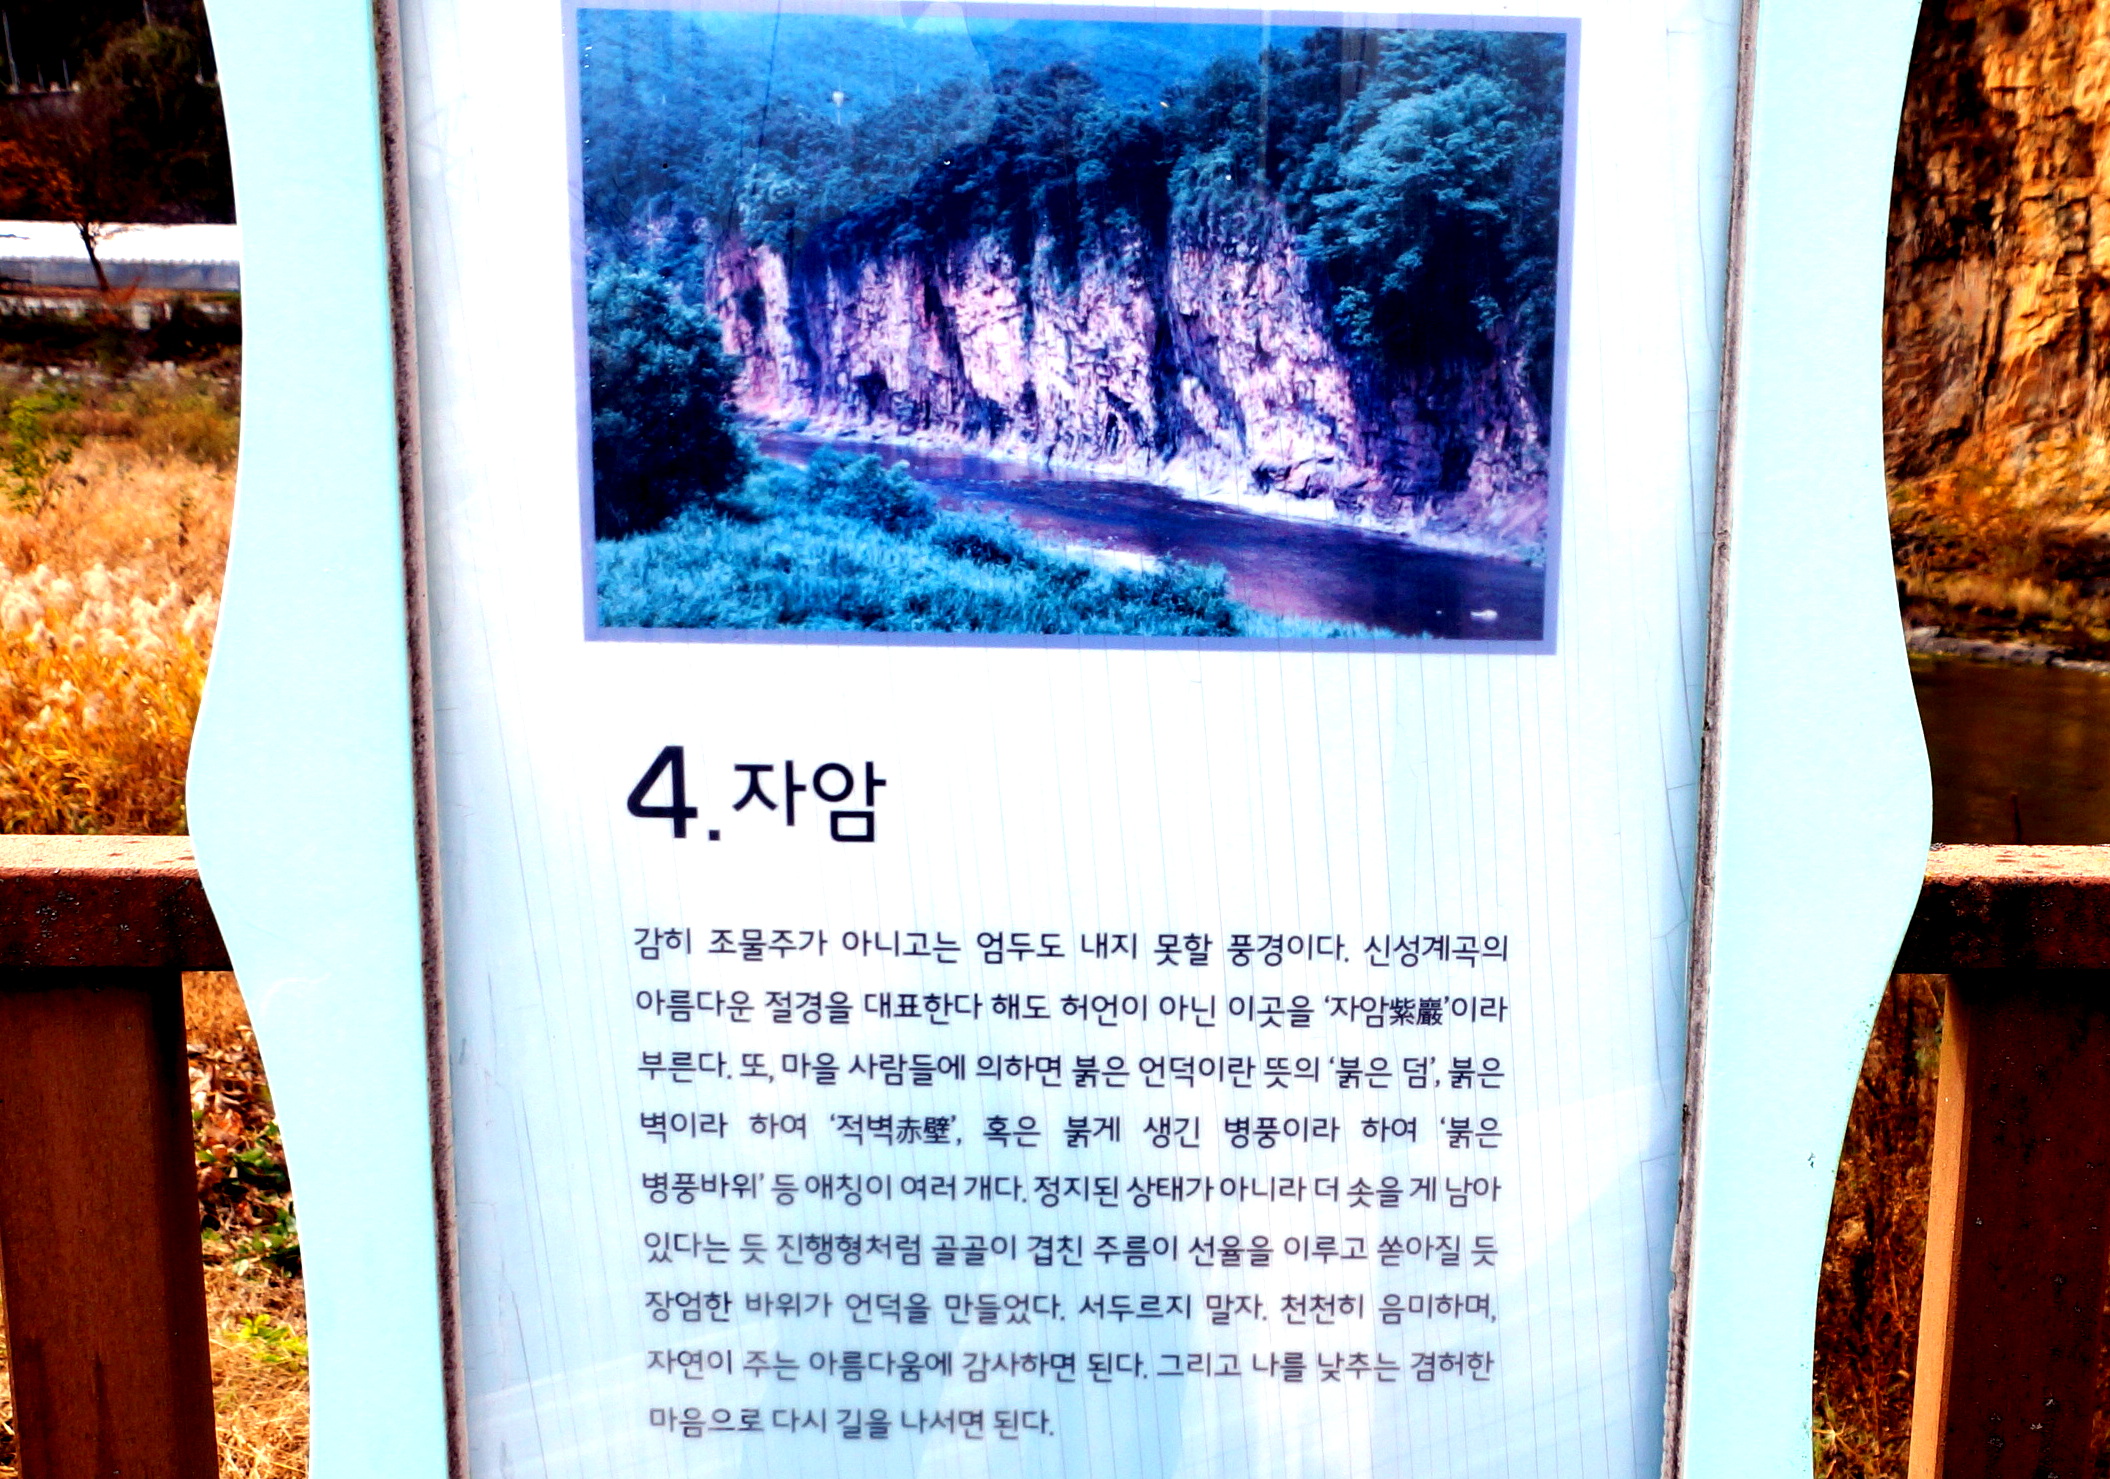 4. 자암
감히 조물주가 아니고는 엄두도 내지 못할 풍경이다. 신성계곡의
아름다운 절경을 대표한다 해도 허언이 아닌 이곳을 ‘자암紫巖’이라
부른다. 또, 마을 사람들에 의하면 붉은 언덕이란 뜻의 ‘붉은 덤’, 붉은
벽이라 하여 ‘적벽赤壁’, 혹은 붉게 생긴 병풍이라 하여 ‘붉은
병풍바위’ 등 애칭이 여러 개다. 정지된 상태가 아니라 더 솟을 게 남아
있다는 듯 진행형처럼 골골이 겹친 주름이 선율을 이루고 쏟아질 듯
장엄한 바위가 언덕을 만들었다. 서두르지 말자. 천천히 음미하며,
자연이 주는 아름다움에 감사하면 된다. 그리고 나를 낮추는 겸허한
마음으로 다시 길을 나서면 된다.